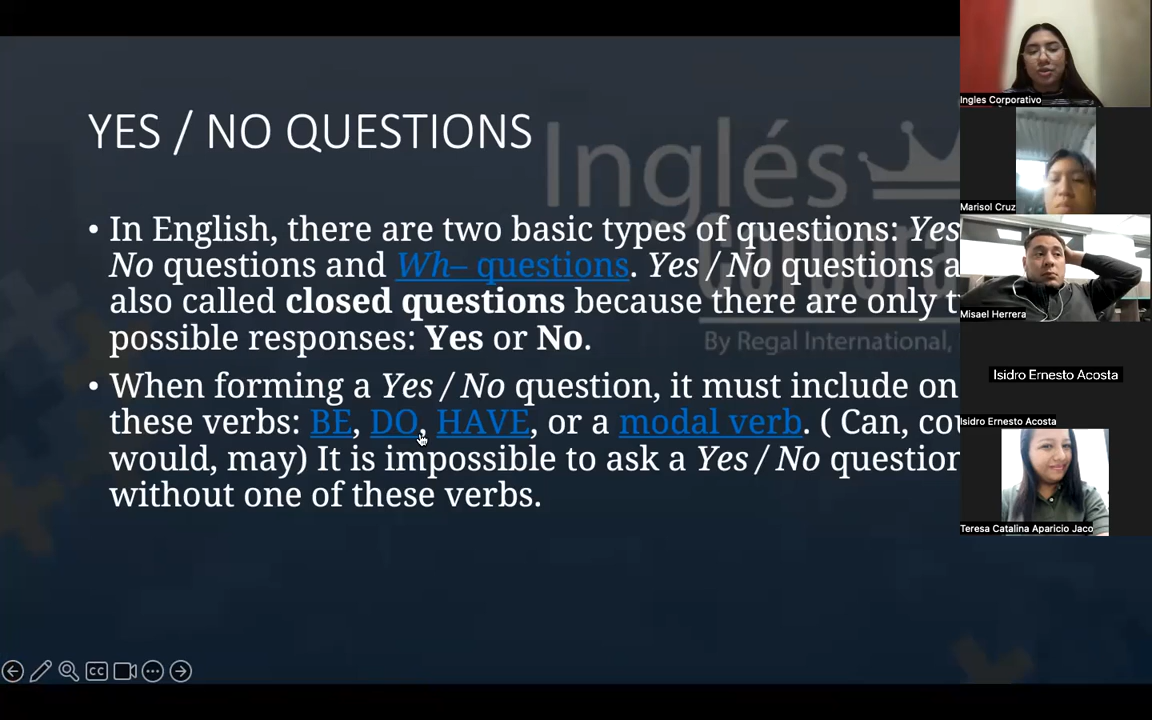 YES / NO QUESTIONS
Inglés
• In English, there are two basic types of questions: Yes
No questions and Wh– questions. Yes / No questions a
also called closed questions because there are only t
possible responses: Yes or No.
By Regal International,
• When forming a Yes / No question, it must include on
these verbs: BE, DO, HAVE, or a modal verb. ( Can, co
would, may) It is impossible to ask a Yes / No question
without one of these verbs.
CC
Ingles Corporativo
Marisol Cruz
Misael Herrera
Isidro Ernesto Acosta
Isidro Ernesto Acosta
Teresa Catalina Aparicio Jaco